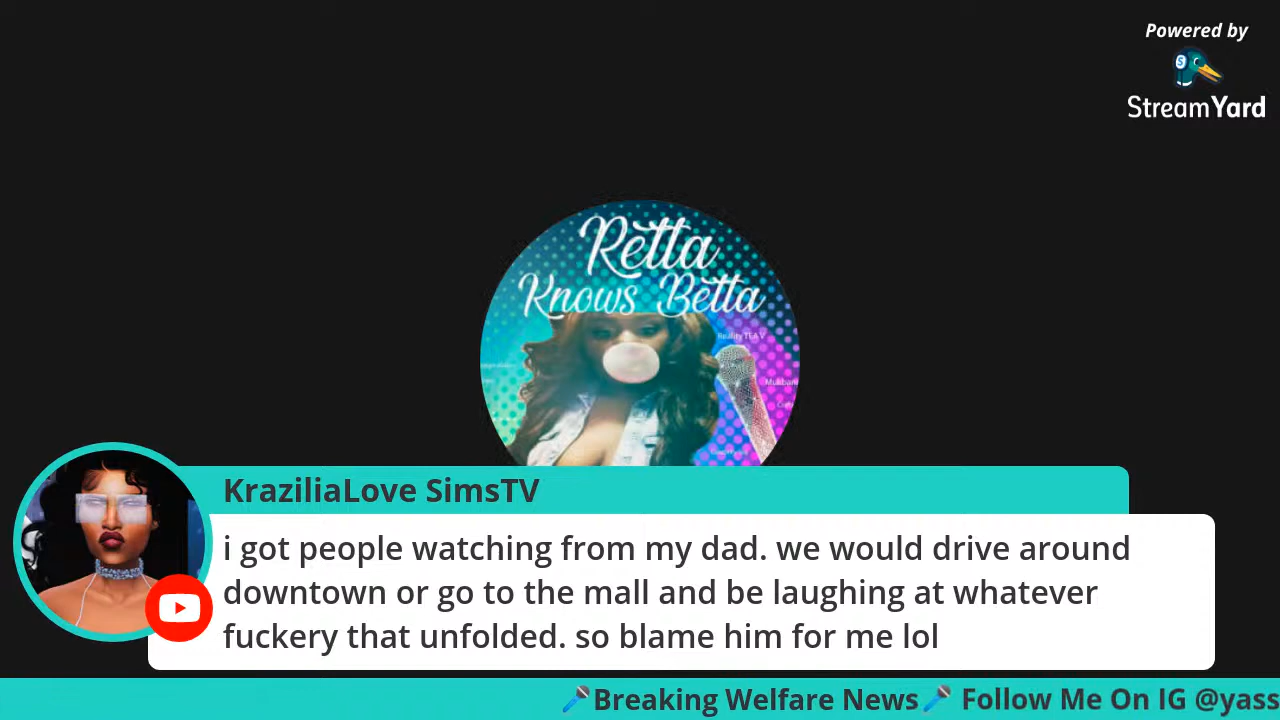 Powered by
StreamYard
Retta
Knows Betta
Reality TEA V
KraziliaLove SimsTV
i got people watching from my dad. we would drive around
downtown or go to the mall and be laughing at whatever
fuckery that unfolded. so blame him for me lol
🎤Breaking Welfare News🎤 Follow Me On IG @yass